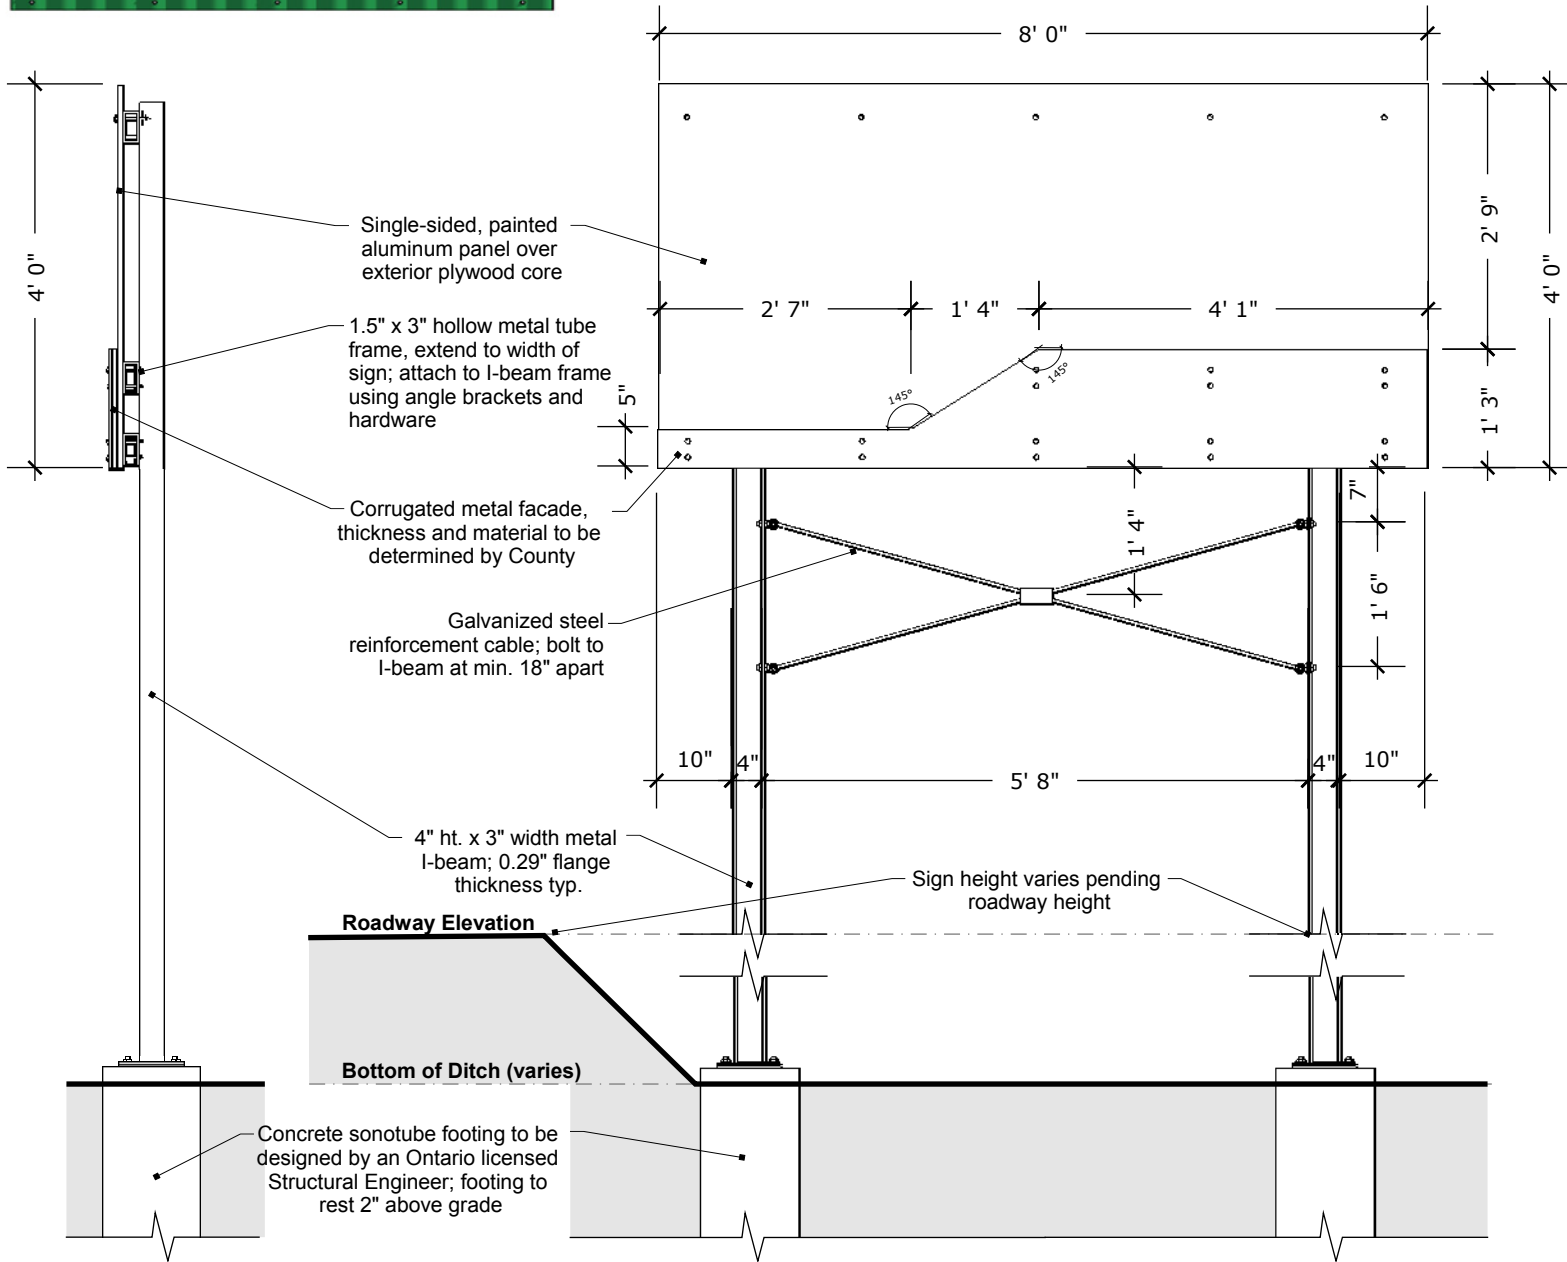 8' 0"
4' 0"
Single-sided, painted
aluminum panel over
exterior plywood core
2' 9"
4' 0"
2' 7"
1' 4"
4' 1"
1.5" x 3" hollow metal tube
frame, extend to width of
sign; attach to I-beam frame
using angle brackets and
hardware
5"
145°
145°
1' 3"
Corrugated metal facade,
thickness and material to be
determined by County
1' 4"
7"
1' 6"
Galvanized steel
reinforcement cable; bolt to
I-beam at min. 18" apart
10"
4"
5' 8"
4"
10"
4" ht. x 3" width metal
I-beam; 0.29" flange
thickness typ.
Sign height varies pending
roadway height
Roadway Elevation
Bottom of Ditch (varies)
Concrete sonotube footing to be
designed by an Ontario licensed
Structural Engineer; footing to
rest 2" above grade